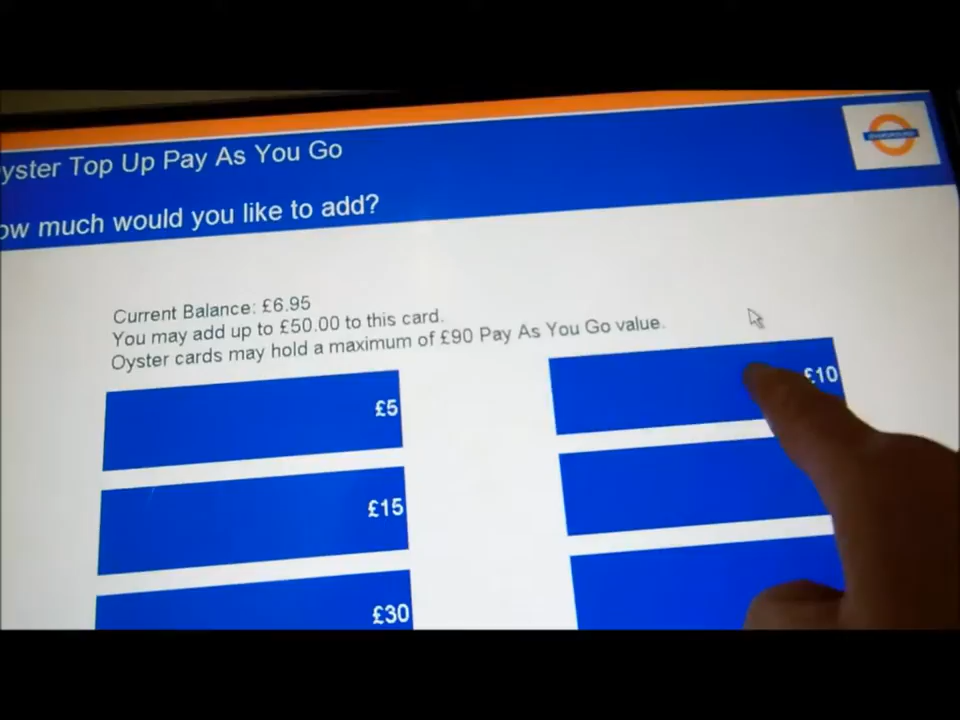 yster Top Up Pay As You Go
ow much would you like to add?
Current Balance: £6.95
You may add up to £50.00 to this card.
Oyster cards may hold a maximum of £90 Pay As You Go value.
£5
£10
£15
£30